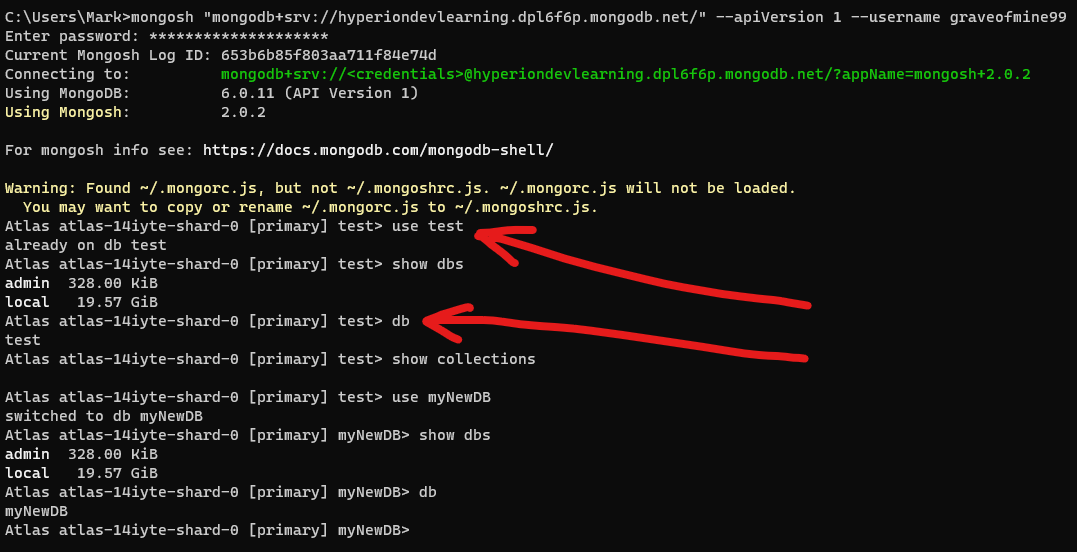 C:\Users\Mark>mongosh "mongodb+srv://hyperiondevlearning.dpl6f6p.mongodb.net/" --apiVersion 1 --username graveofmine99
Enter password: ********************
Current Mongosh Log ID: 653b6b85f803aa711f84e74d
Connecting to:          mongodb+srv://<credentials>@hyperiondevlearning.dpl6f6p.mongodb.net/?appName=mongosh+2.0.2
Using MongoDB:          6.0.11 (API Version 1)
Using Mongosh:          2.0.2

For mongosh info see: https://docs.mongodb.com/mongodb-shell/

Warning: Found ~/.mongorc.js, but not ~/.mongoshrc.js. ~/.mongorc.js will not be loaded.
  You may want to copy or rename ~/.mongorc.js to ~/.mongoshrc.js.
Atlas atlas-14iyte-shard-0 [primary] test> use test
already on db test
Atlas atlas-14iyte-shard-0 [primary] test> show dbs
admin  328.00 KiB
local   19.57 GiB
Atlas atlas-14iyte-shard-0 [primary] test> db
test
Atlas atlas-14iyte-shard-0 [primary] test> show collections

Atlas atlas-14iyte-shard-0 [primary] test> use myNewDB
switched to db myNewDB
Atlas atlas-14iyte-shard-0 [primary] myNewDB> show dbs
admin  328.00 KiB
local   19.57 GiB
Atlas atlas-14iyte-shard-0 [primary] myNewDB> db
myNewDB
Atlas atlas-14iyte-shard-0 [primary] myNewDB>